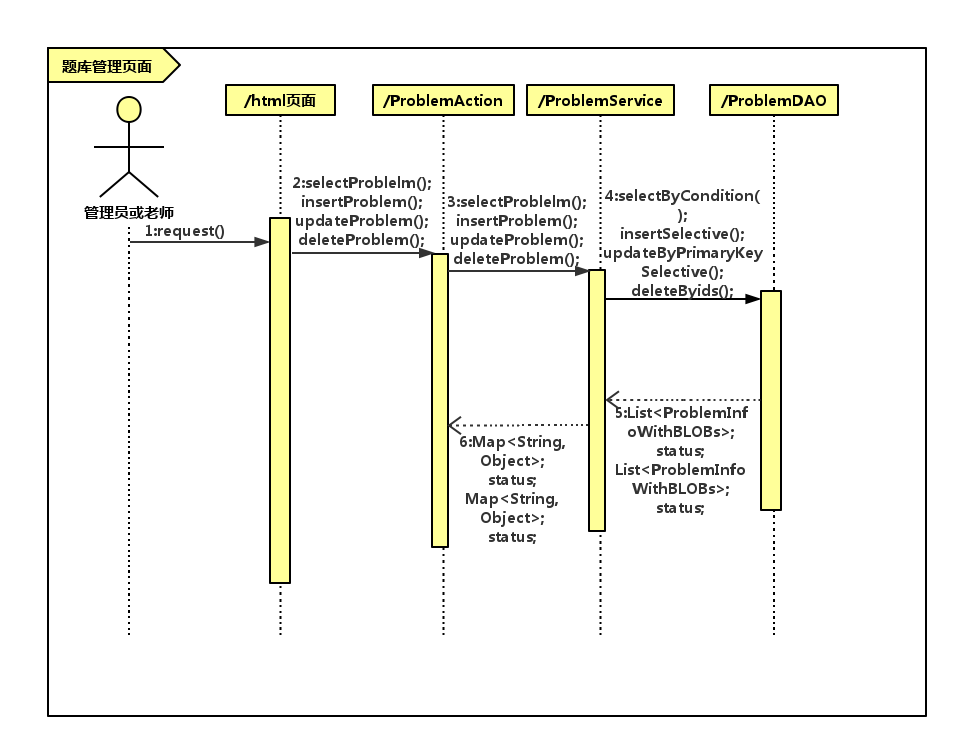 题库管理页面
/html页面
/ProblemAction
/ProblemService
/ProblemDAO
管理员或老师
1:request()
2:selectProblelm();
insertProblem();
updateProblem();
deleteProblem();
3:selectProblelm();
insertProblem();
updateProblem();
deleteProblem();
4:selectByCondition(
);
insertSelective();
updateByPrimaryKey
Selective();
deleteByids();
5:List<ProblemInf
oWithBLOBs>;
status;
List<ProblemInfo
WithBLOBs>;
status;
6:Map<String,
Object>;
status;
Map<String,
Object>;
status;